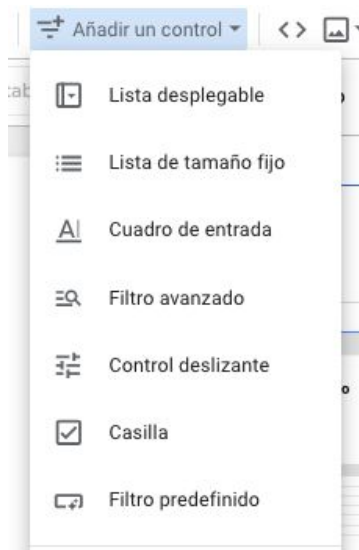 Añadir un control
Lista desplegable
Lista de tamaño fijo
Cuadro de entrada
Filtro avanzado
Control deslizante
Casilla
Filtro predefinido